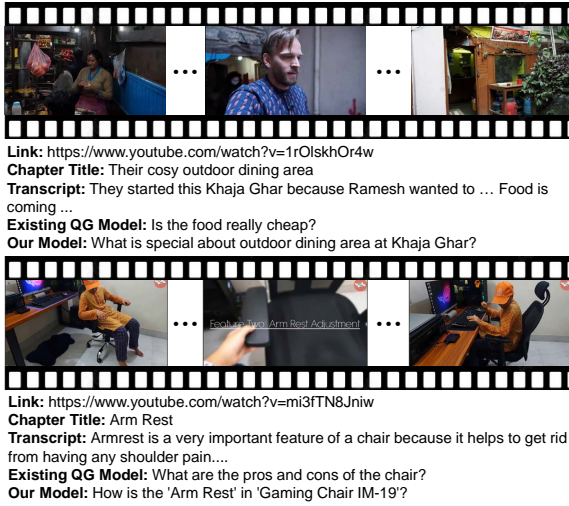 Link: https://www.youtube.com/watch?v=1rOlskhOr4w
Chapter Title: Their cosy outdoor dining area
Transcript: They started this Khaja Ghar because Ramesh wanted to … Food is
coming ...
Existing QG Model: Is the food really cheap?
Our Model: What is special about outdoor dining area at Khaja Ghar?
Feature Two: Arm Rest Adjustment
Link: https://www.youtube.com/watch?v=mi3fTN8Jniw
Chapter Title: Arm Rest
Transcript: Armrest is a very important feature of a chair because it helps to get rid
from having any shoulder pain....
Existing QG Model: What are the pros and cons of the chair?
Our Model: How is the 'Arm Rest' in 'Gaming Chair IM-19'?